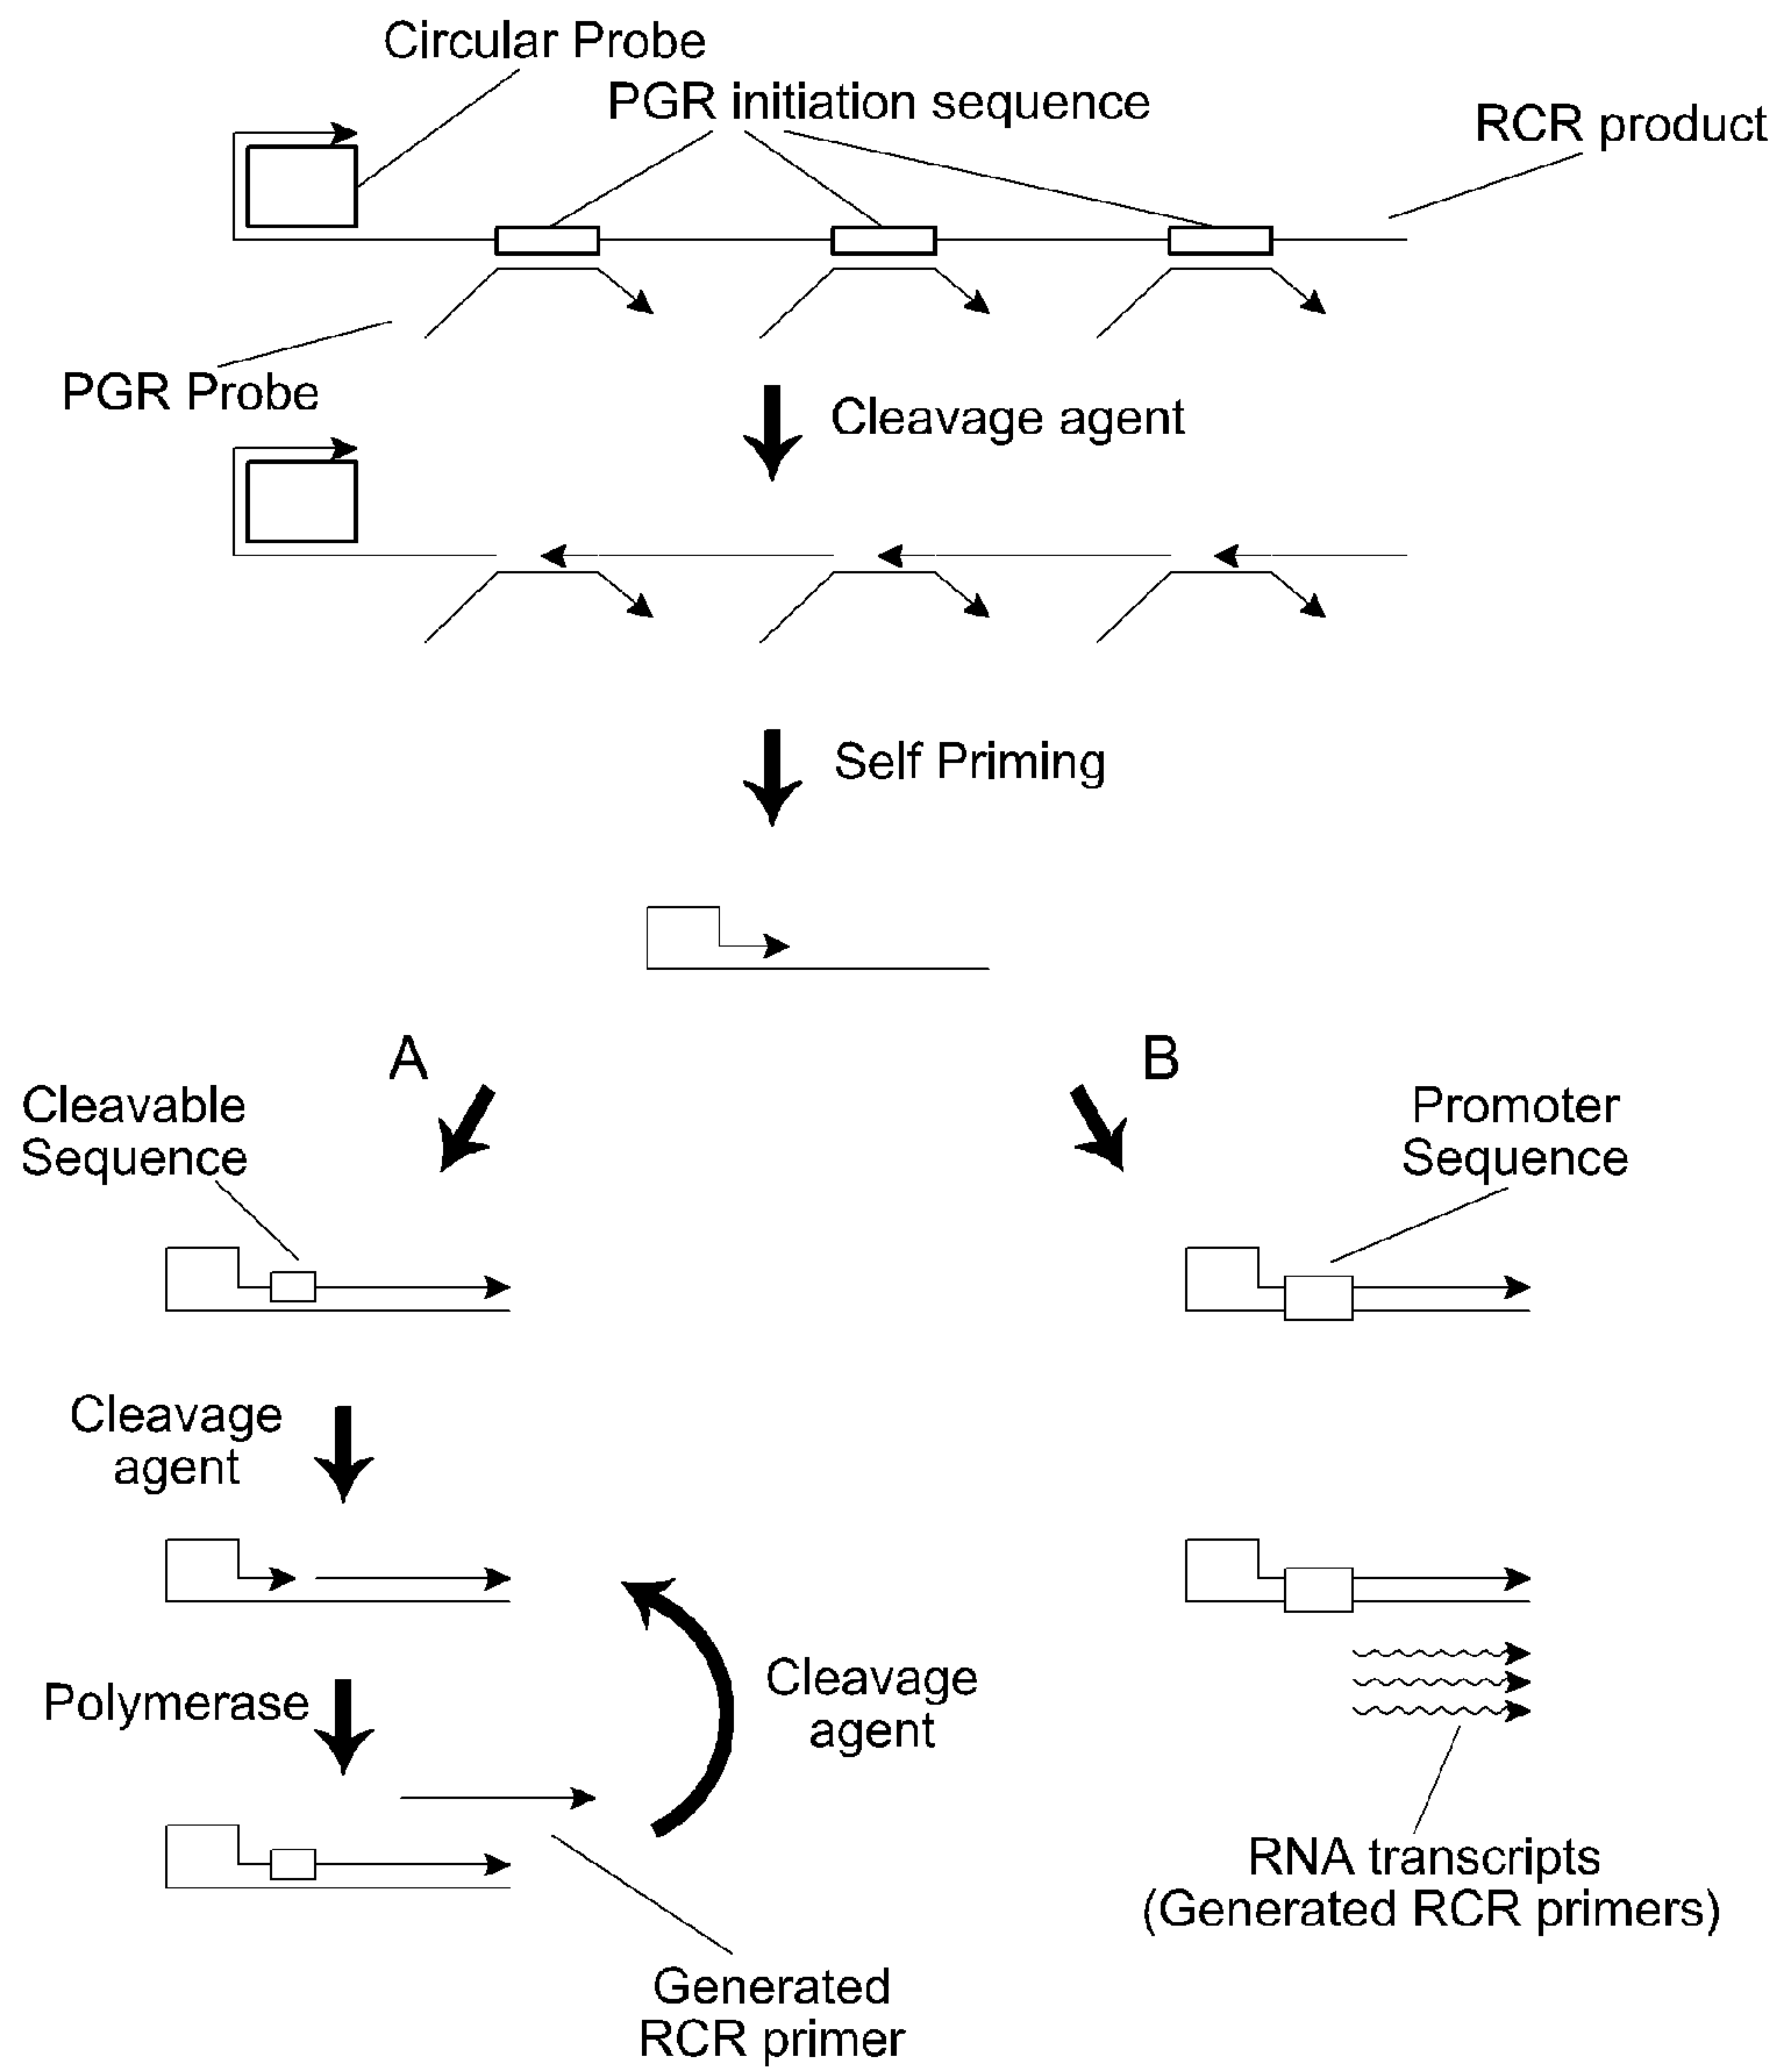 Circular Probe
PGR initiation sequence
RCR product
PGR Probe
Cleavage agent
Self Priming
A
B
Cleavable
Sequence
Promoter
Sequence
Cleavage
agent
Polymerase
Cleavage
agent
RNA transcripts
(Generated RCR primers)
Generated
RCR primer